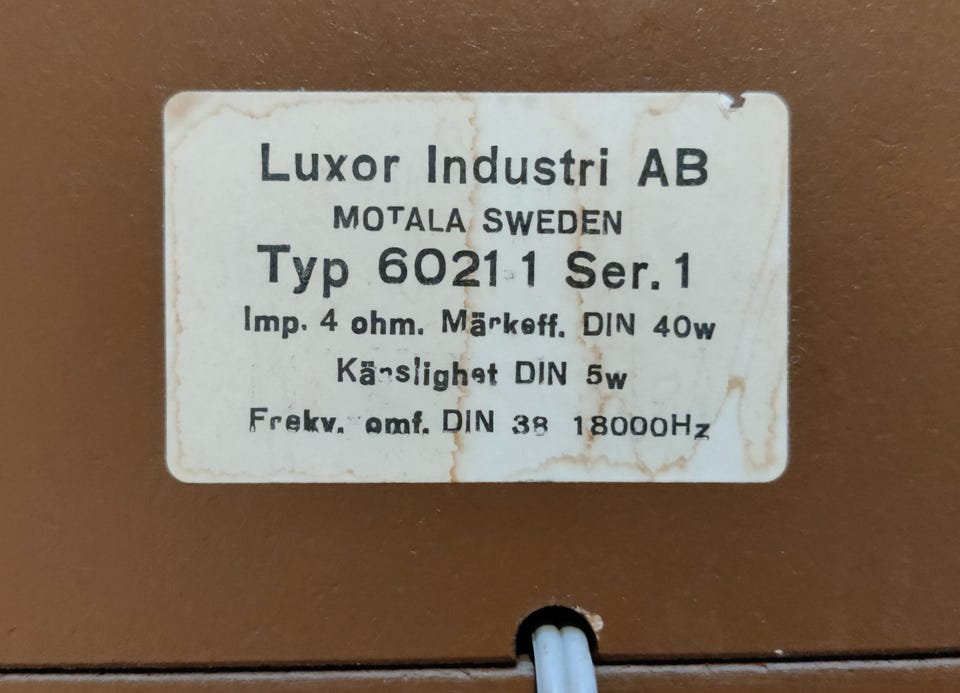 Luxor Industri AB
MOTALA SWEDEN
Typ 6021 1 Ser. 1
Imp. 4 ohm. Märkeff. DIN 40w
Känslighet DIN 5w
Frekv. omf. DIN 38 18000Hz